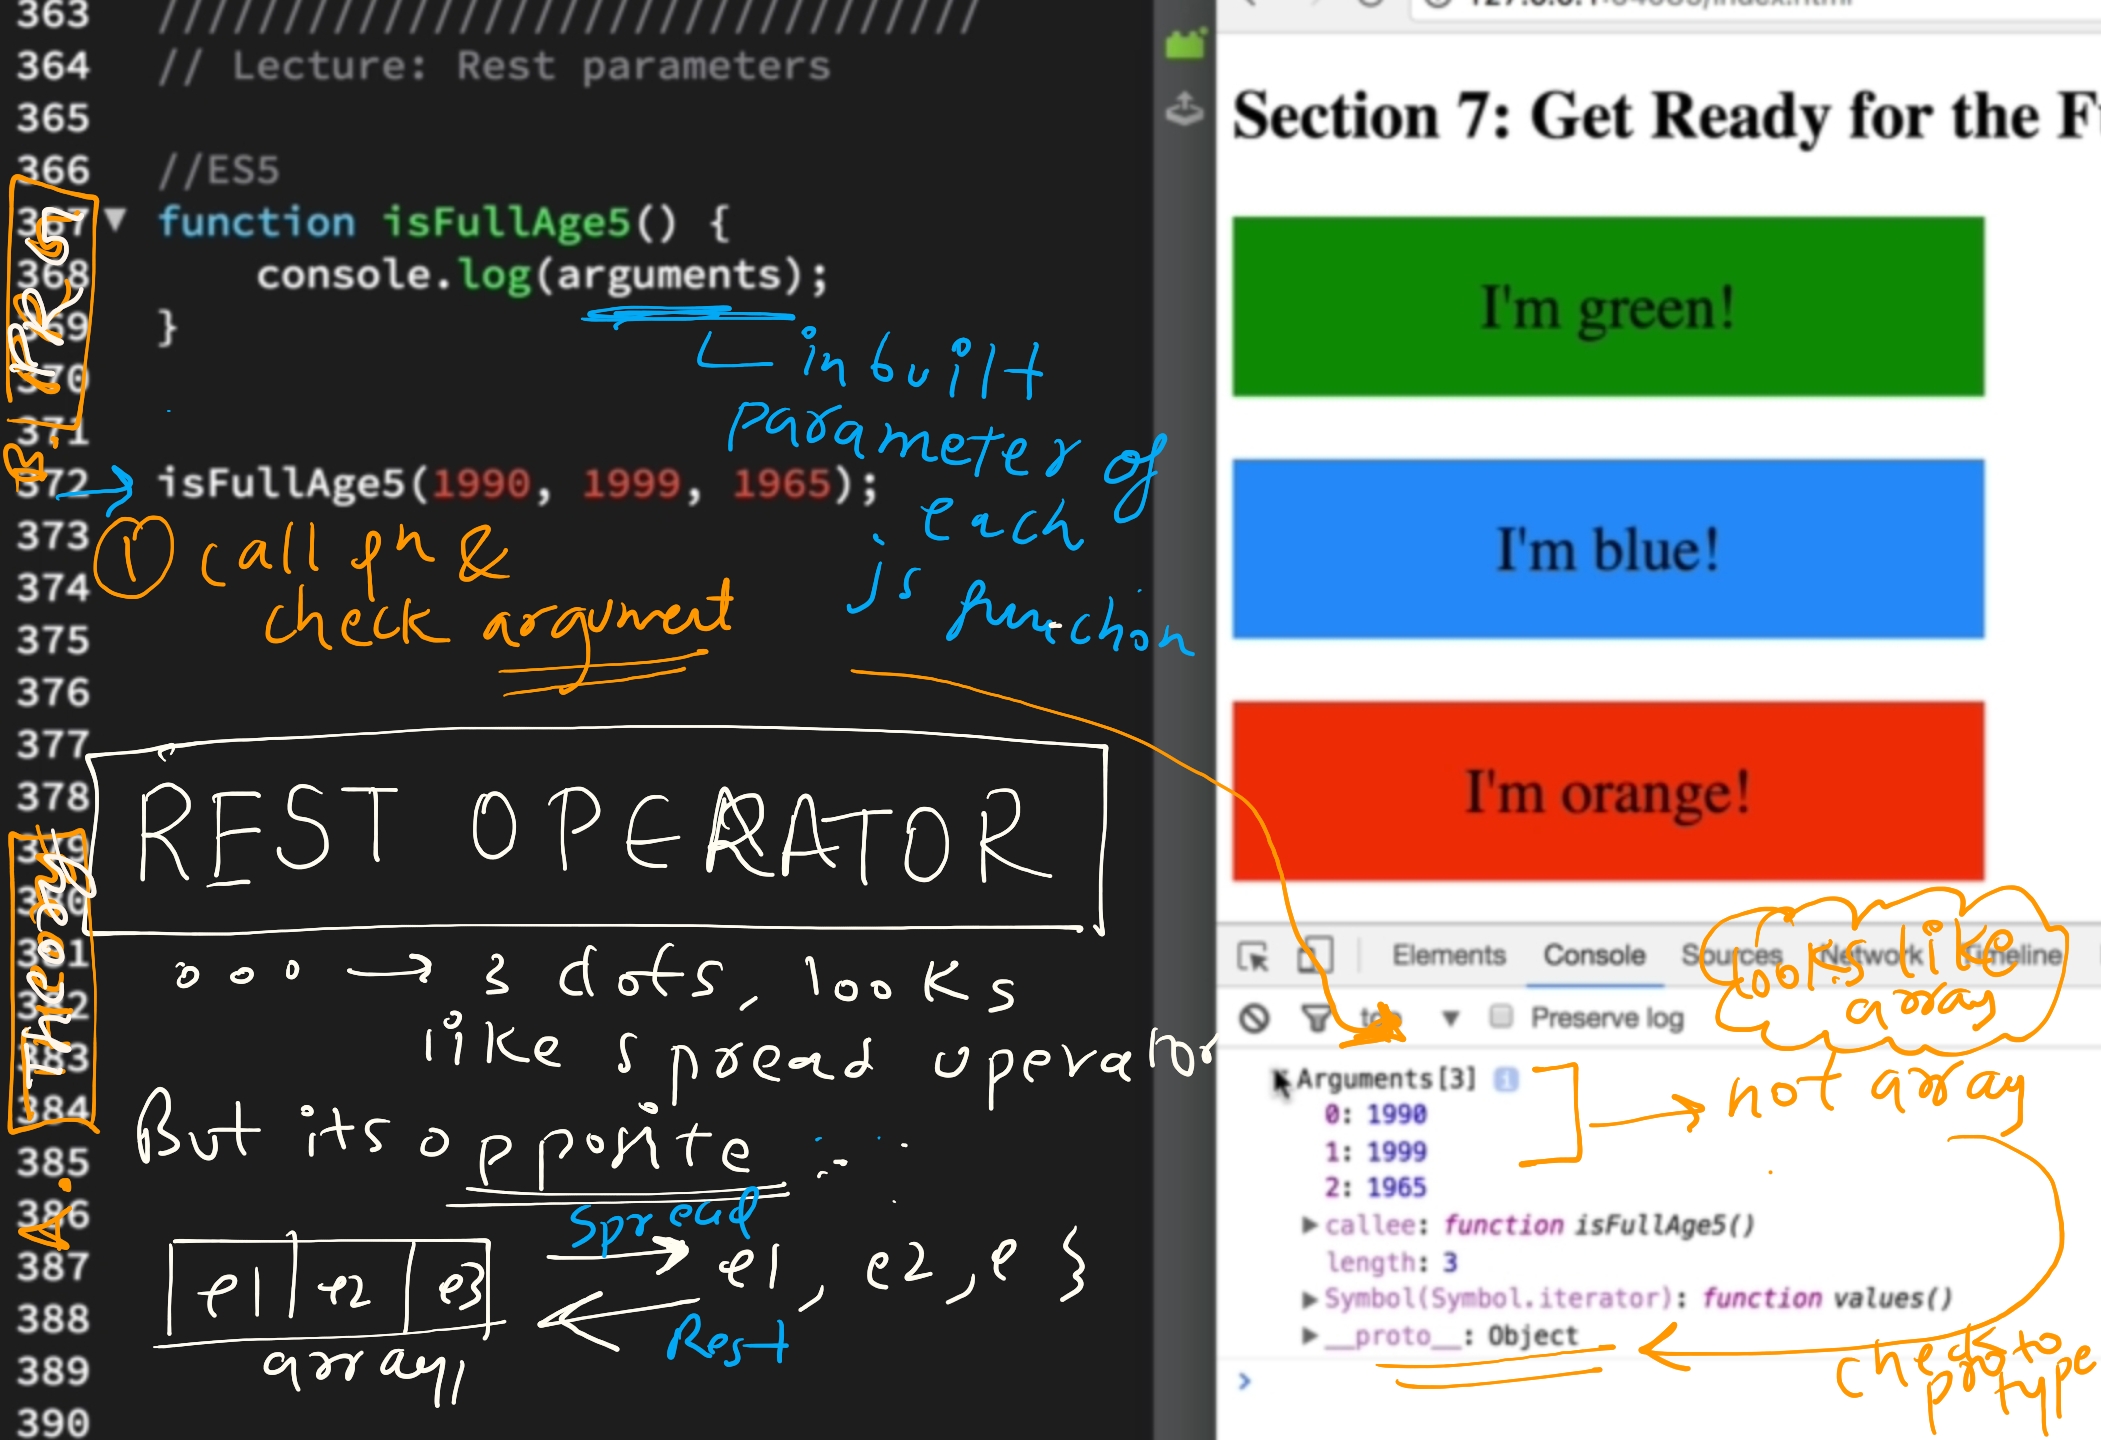 363 ////////////////////////////////
364 // Lecture: Rest parameters
365
366 //ES5
367 function isFullAge5() {
368 console.log(arguments);
369 }
370
371
372 isFullAge5(1990, 1999, 1965);
373
374
375
376
377
378
379
380
381
382
383
384
385
386
387
388
389
390
B. PRGM
inbuilt
parameter of
each
js function
① call fn &
check argument
REST OPERATOR
A. Theory
... → 3 dots, looks
like spread operator
But its opposite
Spread
e1 e2 e3 → e1, e2, e3
← Rest
array
Section 7: Get Ready for the F
I'm green!
I'm blue!
I'm orange!
Elements Console Sources Network Timeline
top ▼ Preserve log
looks like
array
Arguments[3] i
not array
0: 1990
1: 1999
2: 1965
▶ callee: function isFullAge5()
length: 3
▶ Symbol(Symbol.iterator): function values()
▶ __proto__: Object
check proto
type
>